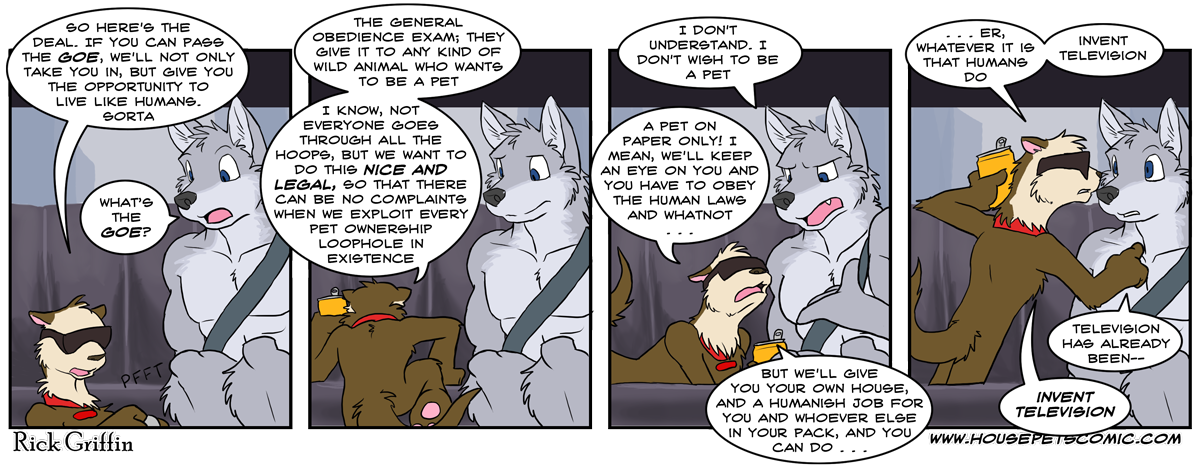 SO HERE'S THE
DEAL. IF YOU CAN PASS
THE GOE, WE'LL NOT ONLY
TAKE YOU IN, BUT GIVE YOU
THE OPPORTUNITY TO
LIVE LIKE HUMANS.
SORTA
WHAT'S
THE
GOE?
PFFT
THE GENERAL
OBEDIENCE EXAM; THEY
GIVE IT TO ANY KIND OF
WILD ANIMAL WHO WANTS
TO BE A PET
I KNOW, NOT
EVERYONE GOES
THROUGH ALL THE
HOOPS, BUT WE WANT TO
DO THIS NICE AND
LEGAL, SO THAT THERE
CAN BE NO COMPLAINTS
WHEN WE EXPLOIT EVERY
PET OWNERSHIP
LOOPHOLE IN
EXISTENCE
I DON'T
UNDERSTAND. I
DON'T WISH TO BE
A PET
A PET ON
PAPER ONLY! I
MEAN, WE'LL KEEP
AN EYE ON YOU AND
YOU HAVE TO OBEY
THE HUMAN LAWS
AND WHATNOT
. . .
BUT WE'LL GIVE
YOU YOUR OWN HOUSE,
AND A HUMANISH JOB FOR
YOU AND WHOEVER ELSE
IN YOUR PACK, AND YOU
CAN DO . . .
. . . ER,
WHATEVER IT IS
THAT HUMANS
DO
INVENT
TELEVISION
TELEVISION
HAS ALREADY
BEEN--
INVENT
TELEVISION
Rick Griffin
WWW.HOUSEPETSCOMIC.COM